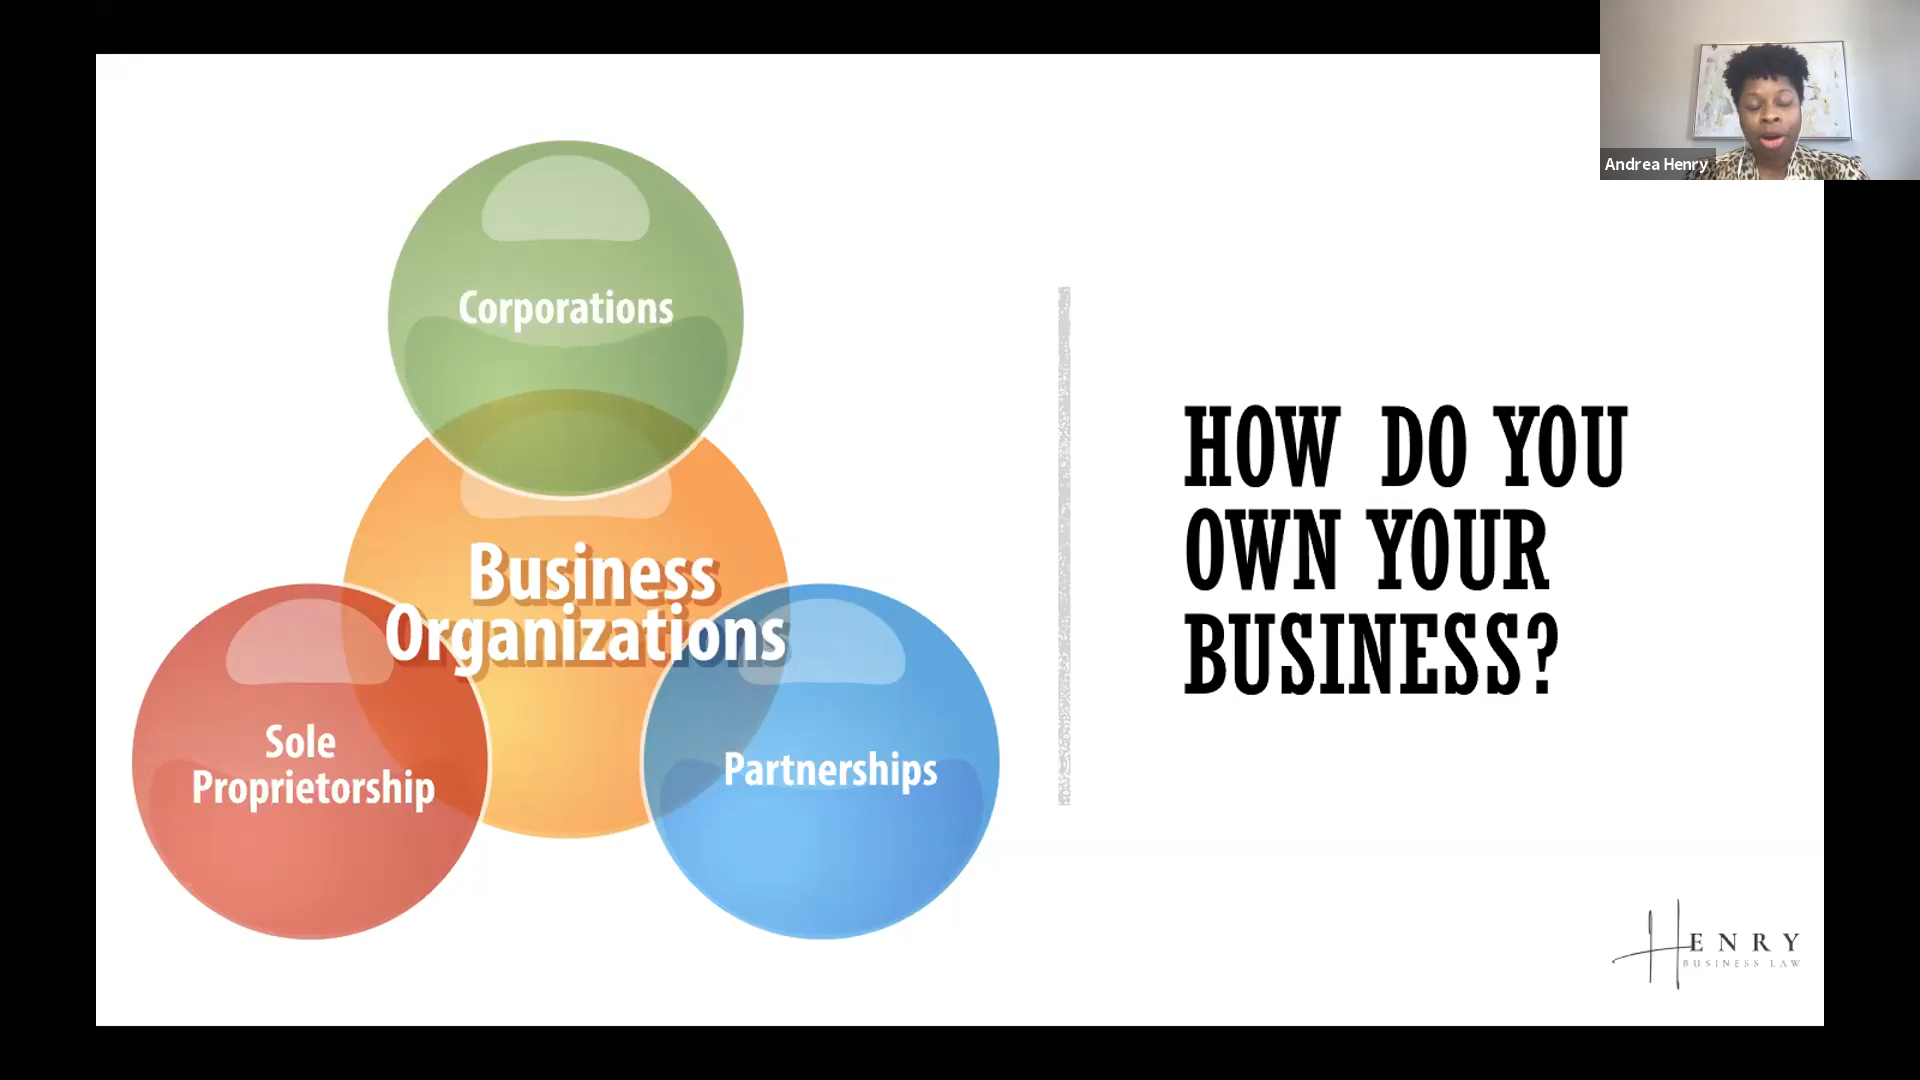 Andrea Henry
Corporations
Business
Organizations
Sole
Proprietorship
Partnerships
HOW DO YOU
OWN YOUR
BUSINESS?
HENRY
BUSINESS LAW